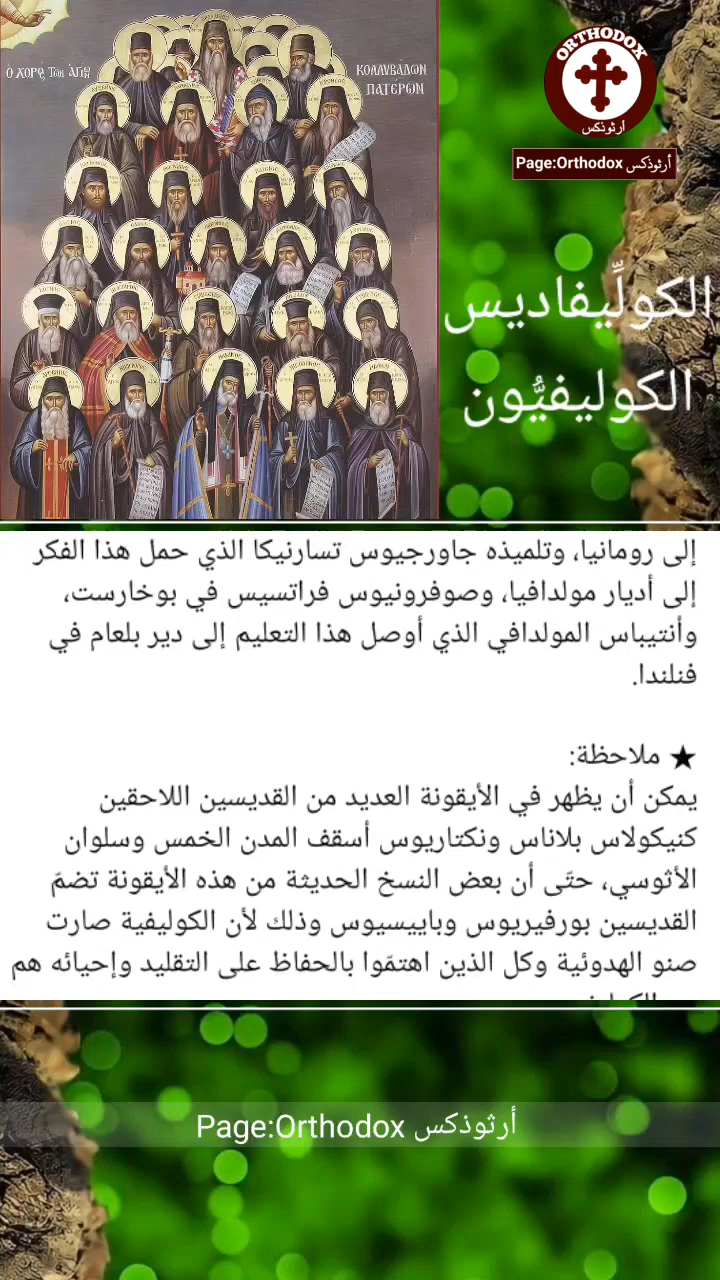 Ὁ ΧΟΡΟΣ Τῶν ἉΓΙΩΝ
ΚΟΛΛΥΒΑΔΩΝ
ΠΑΤΕΡΩΝ
ORTHODOX
أرثوذكس
Page:Orthodox أرثوذكس
الكولِّيفاديس
الكوليفيُّون
إلى رومانيا، وتلميذه جاورجيوس تسارنيكا الذي حمل هذا الفكر
إلى أديار مولدافيا، وصوفرونيوس فراتسيس في بوخارست،
وأنتيباس المولدافي الذي أوصل هذا التعليم إلى دير بلعام في
فنلندا.
★ ملاحظة:
يمكن أن يظهر في الأيقونة العديد من القديسين اللاحقين
كنيكولاس بلاناس ونكتاريوس أسقف المدن الخمس وسلوان
الأثوسي، حتّى أن بعض النسخ الحديثة من هذه الأيقونة تضمّ
القديسين بورفيريوس وباييسيوس وذلك لأن الكوليفية صارت
صنو الهدوئية وكل الذين اهتمّوا بالحفاظ على التقليد وإحيائه هم
Page:Orthodox أرثوذكس